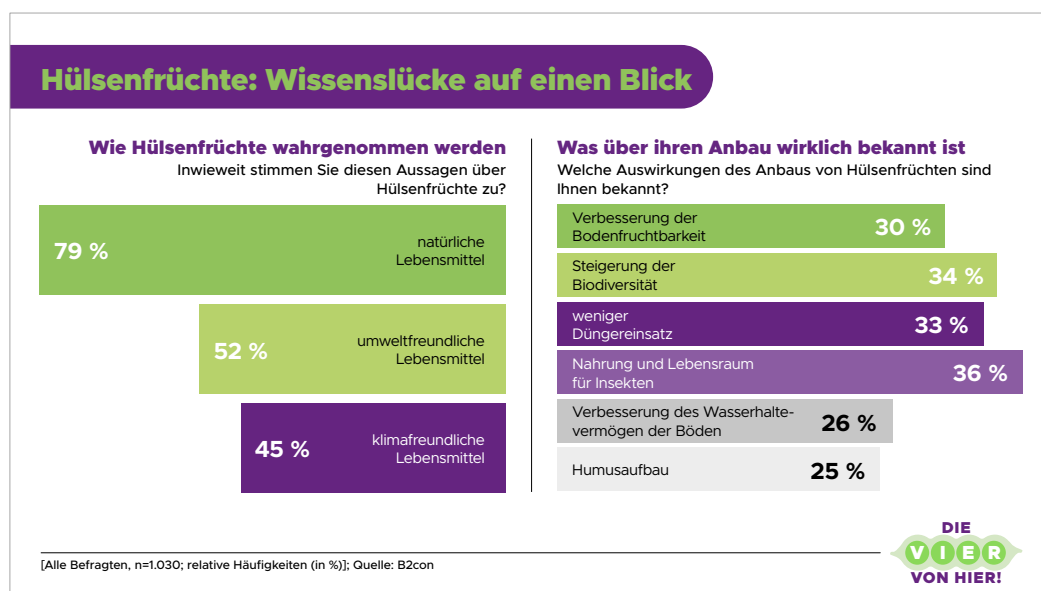 Hülsenfrüchte: Wissenslücke auf einen Blick
Wie Hülsenfrüchte wahrgenommen werden
Inwieweit stimmen Sie diesen Aussagen über
Hülsenfrüchte zu?
79 %
natürliche
Lebensmittel
52 %
umweltfreundliche
Lebensmittel
45 %
klimafreundliche
Lebensmittel
Was über ihren Anbau wirklich bekannt ist
Welche Auswirkungen des Anbaus von Hülsenfrüchten sind
Ihnen bekannt?
Verbesserung der
Bodenfruchtbarkeit
30 %
Steigerung der
Biodiversität
34 %
weniger
Düngereinsatz
33 %
Nahrung und Lebensraum
für Insekten
36 %
Verbesserung des Wasserhalte-
vermögen der Böden
26 %
Humusaufbau
25 %
[Alle Befragten, n=1.030; relative Häufigkeiten (in %)]; Quelle: B2con
DIE
VIER
VON HIER!